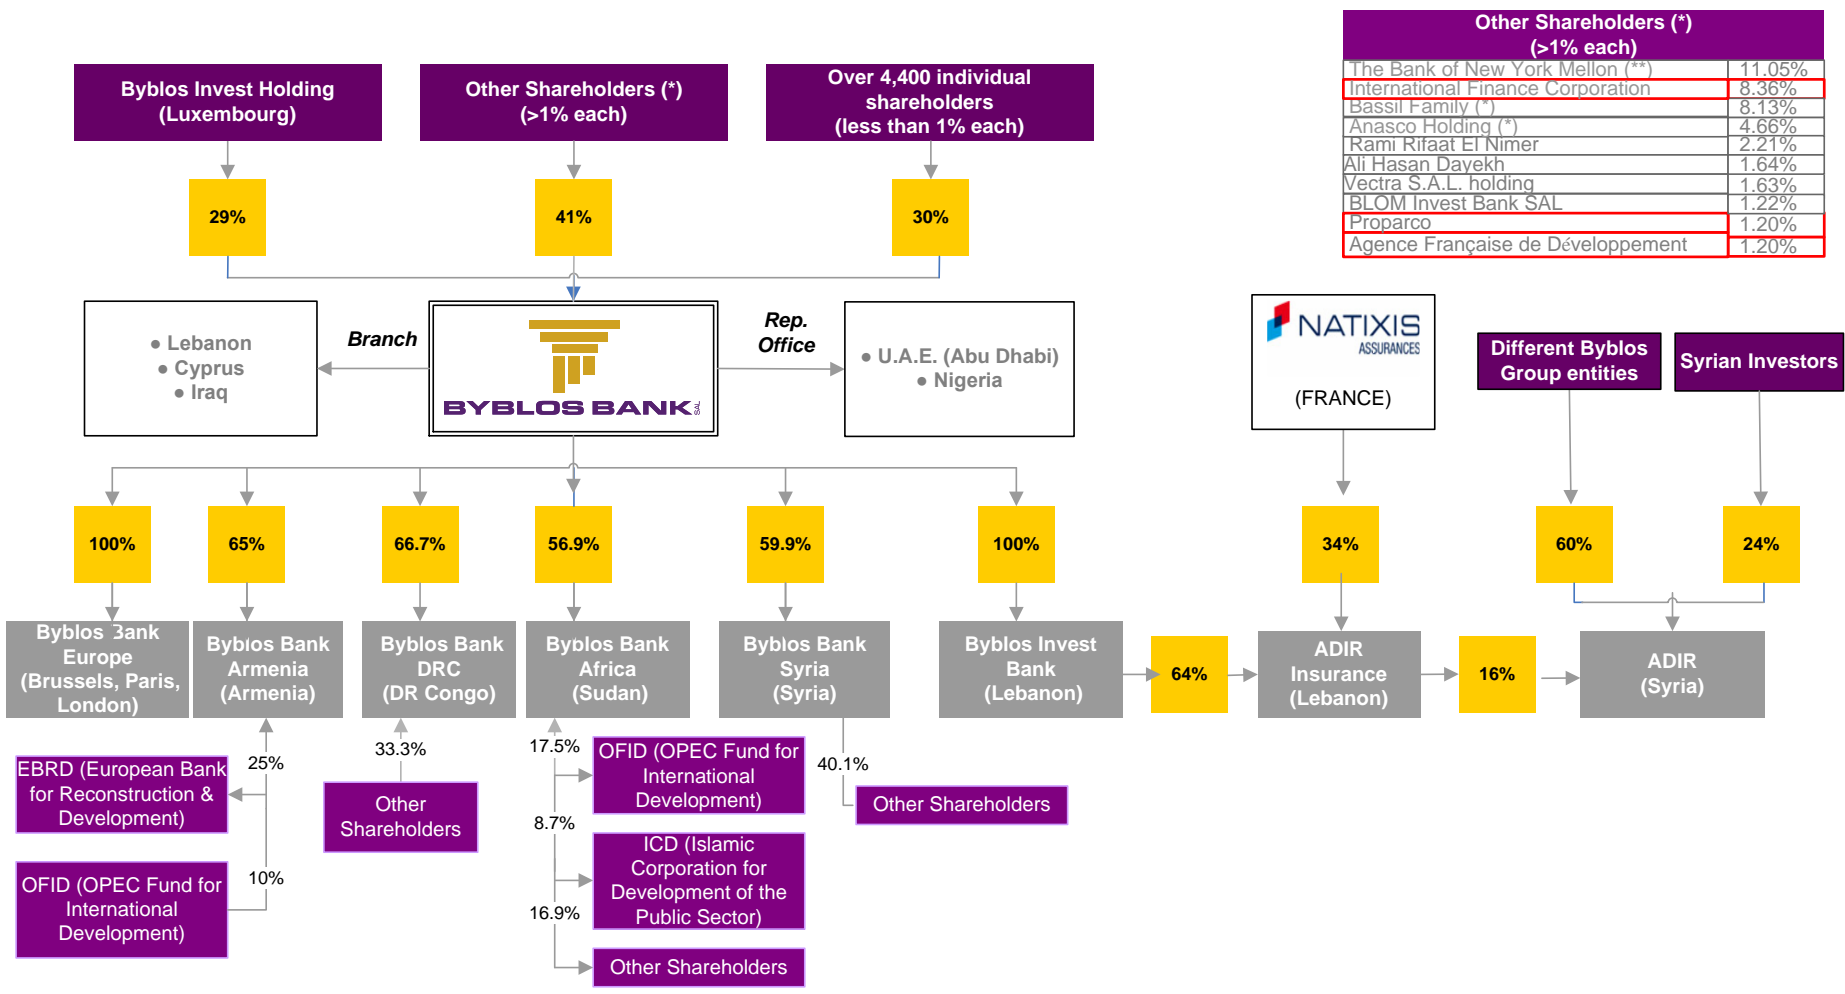 Other Shareholders (*)
(>1% each)
The Bank of New York Mellon (**) 11.05%
International Finance Corporation 8.36%
Bassil Family (*) 8.13%
Anasco Holding (*) 4.66%
Rami Rifaat El Nimer 2.21%
Ali Hasan Dayekh 1.64%
Vectra S.A.L. holding 1.63%
BLOM Invest Bank SAL 1.22%
Proparco 1.20%
Agence Française de Développement 1.20%
Byblos Invest Holding
(Luxembourg)
Other Shareholders (*)
(>1% each)
Over 4,400 individual
shareholders
(less than 1% each)
29%
41%
30%
● Lebanon
● Cyprus
● Iraq
Branch
BYBLOS BANK SAL
Rep.
Office
● U.A.E. (Abu Dhabi)
● Nigeria
NATIXIS
ASSURANCES
(FRANCE)
Different Byblos
Group entities
Syrian Investors
100%
65%
66.7%
56.9%
59.9%
100%
34%
60%
24%
Byblos Bank
Europe
(Brussels, Paris,
London)
Byblos Bank
Armenia
(Armenia)
Byblos Bank
DRC
(DR Congo)
Byblos Bank
Africa
(Sudan)
Byblos Bank
Syria
(Syria)
Byblos Invest
Bank
(Lebanon)
64%
ADIR
Insurance
(Lebanon)
16%
ADIR
(Syria)
EBRD (European Bank
for Reconstruction &
Development)
25%
OFID (OPEC Fund for
International
Development)
10%
33.3%
Other
Shareholders
17.5%
OFID (OPEC Fund for
International
Development)
8.7%
ICD (Islamic
Corporation for
Development of the
Public Sector)
16.9%
Other Shareholders
40.1%
Other Shareholders